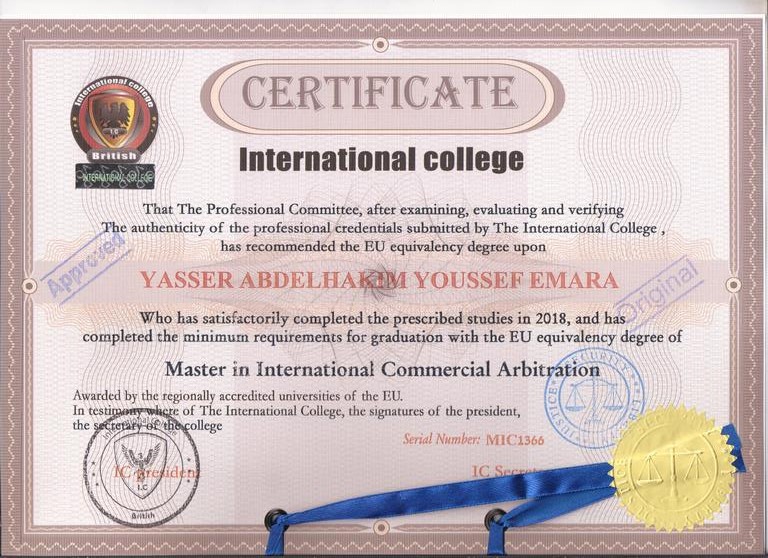 CERTIFICATE
International college
British
INTERNATIONAL COLLEGE
International college
That The Professional Committee, after examining, evaluating and verifying
The authenticity of the professional credentials submitted by The International College ,
has recommended the EU equivalency degree upon
Approved
YASSER ABDELHAKIM YOUSSEF EMARA
Original
Who has satisfactorily completed the prescribed studies in 2018, and has
completed the minimum requirements for graduation with the EU equivalency degree of
Master in International Commercial Arbitration
Awarded by the regionally accredited universities of the EU.
In testimony where of The International College, the signatures of the president,
the secretary of the college
Serial Number: MIC1366
IC president
IC
International college
I.C
British
SECURITY
JUSTICE